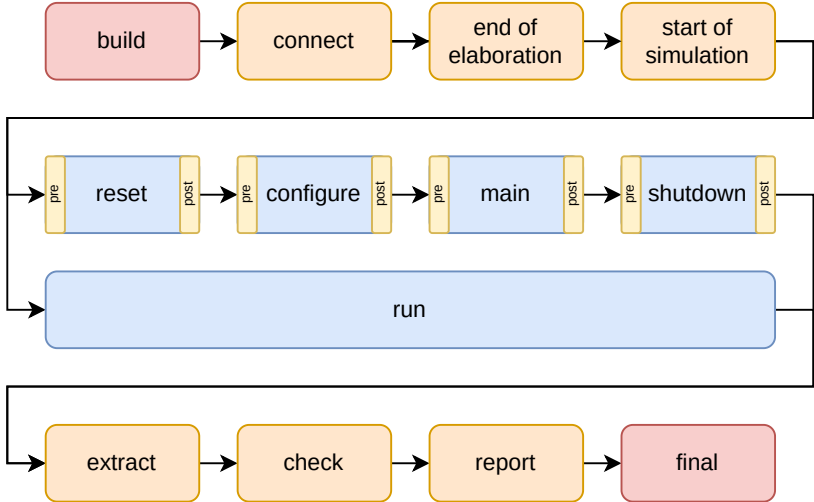 build
connect
end of
elaboration
start of
simulation
pre
reset
post
pre
configure
post
pre
main
post
pre
shutdown
post
run
extract
check
report
final